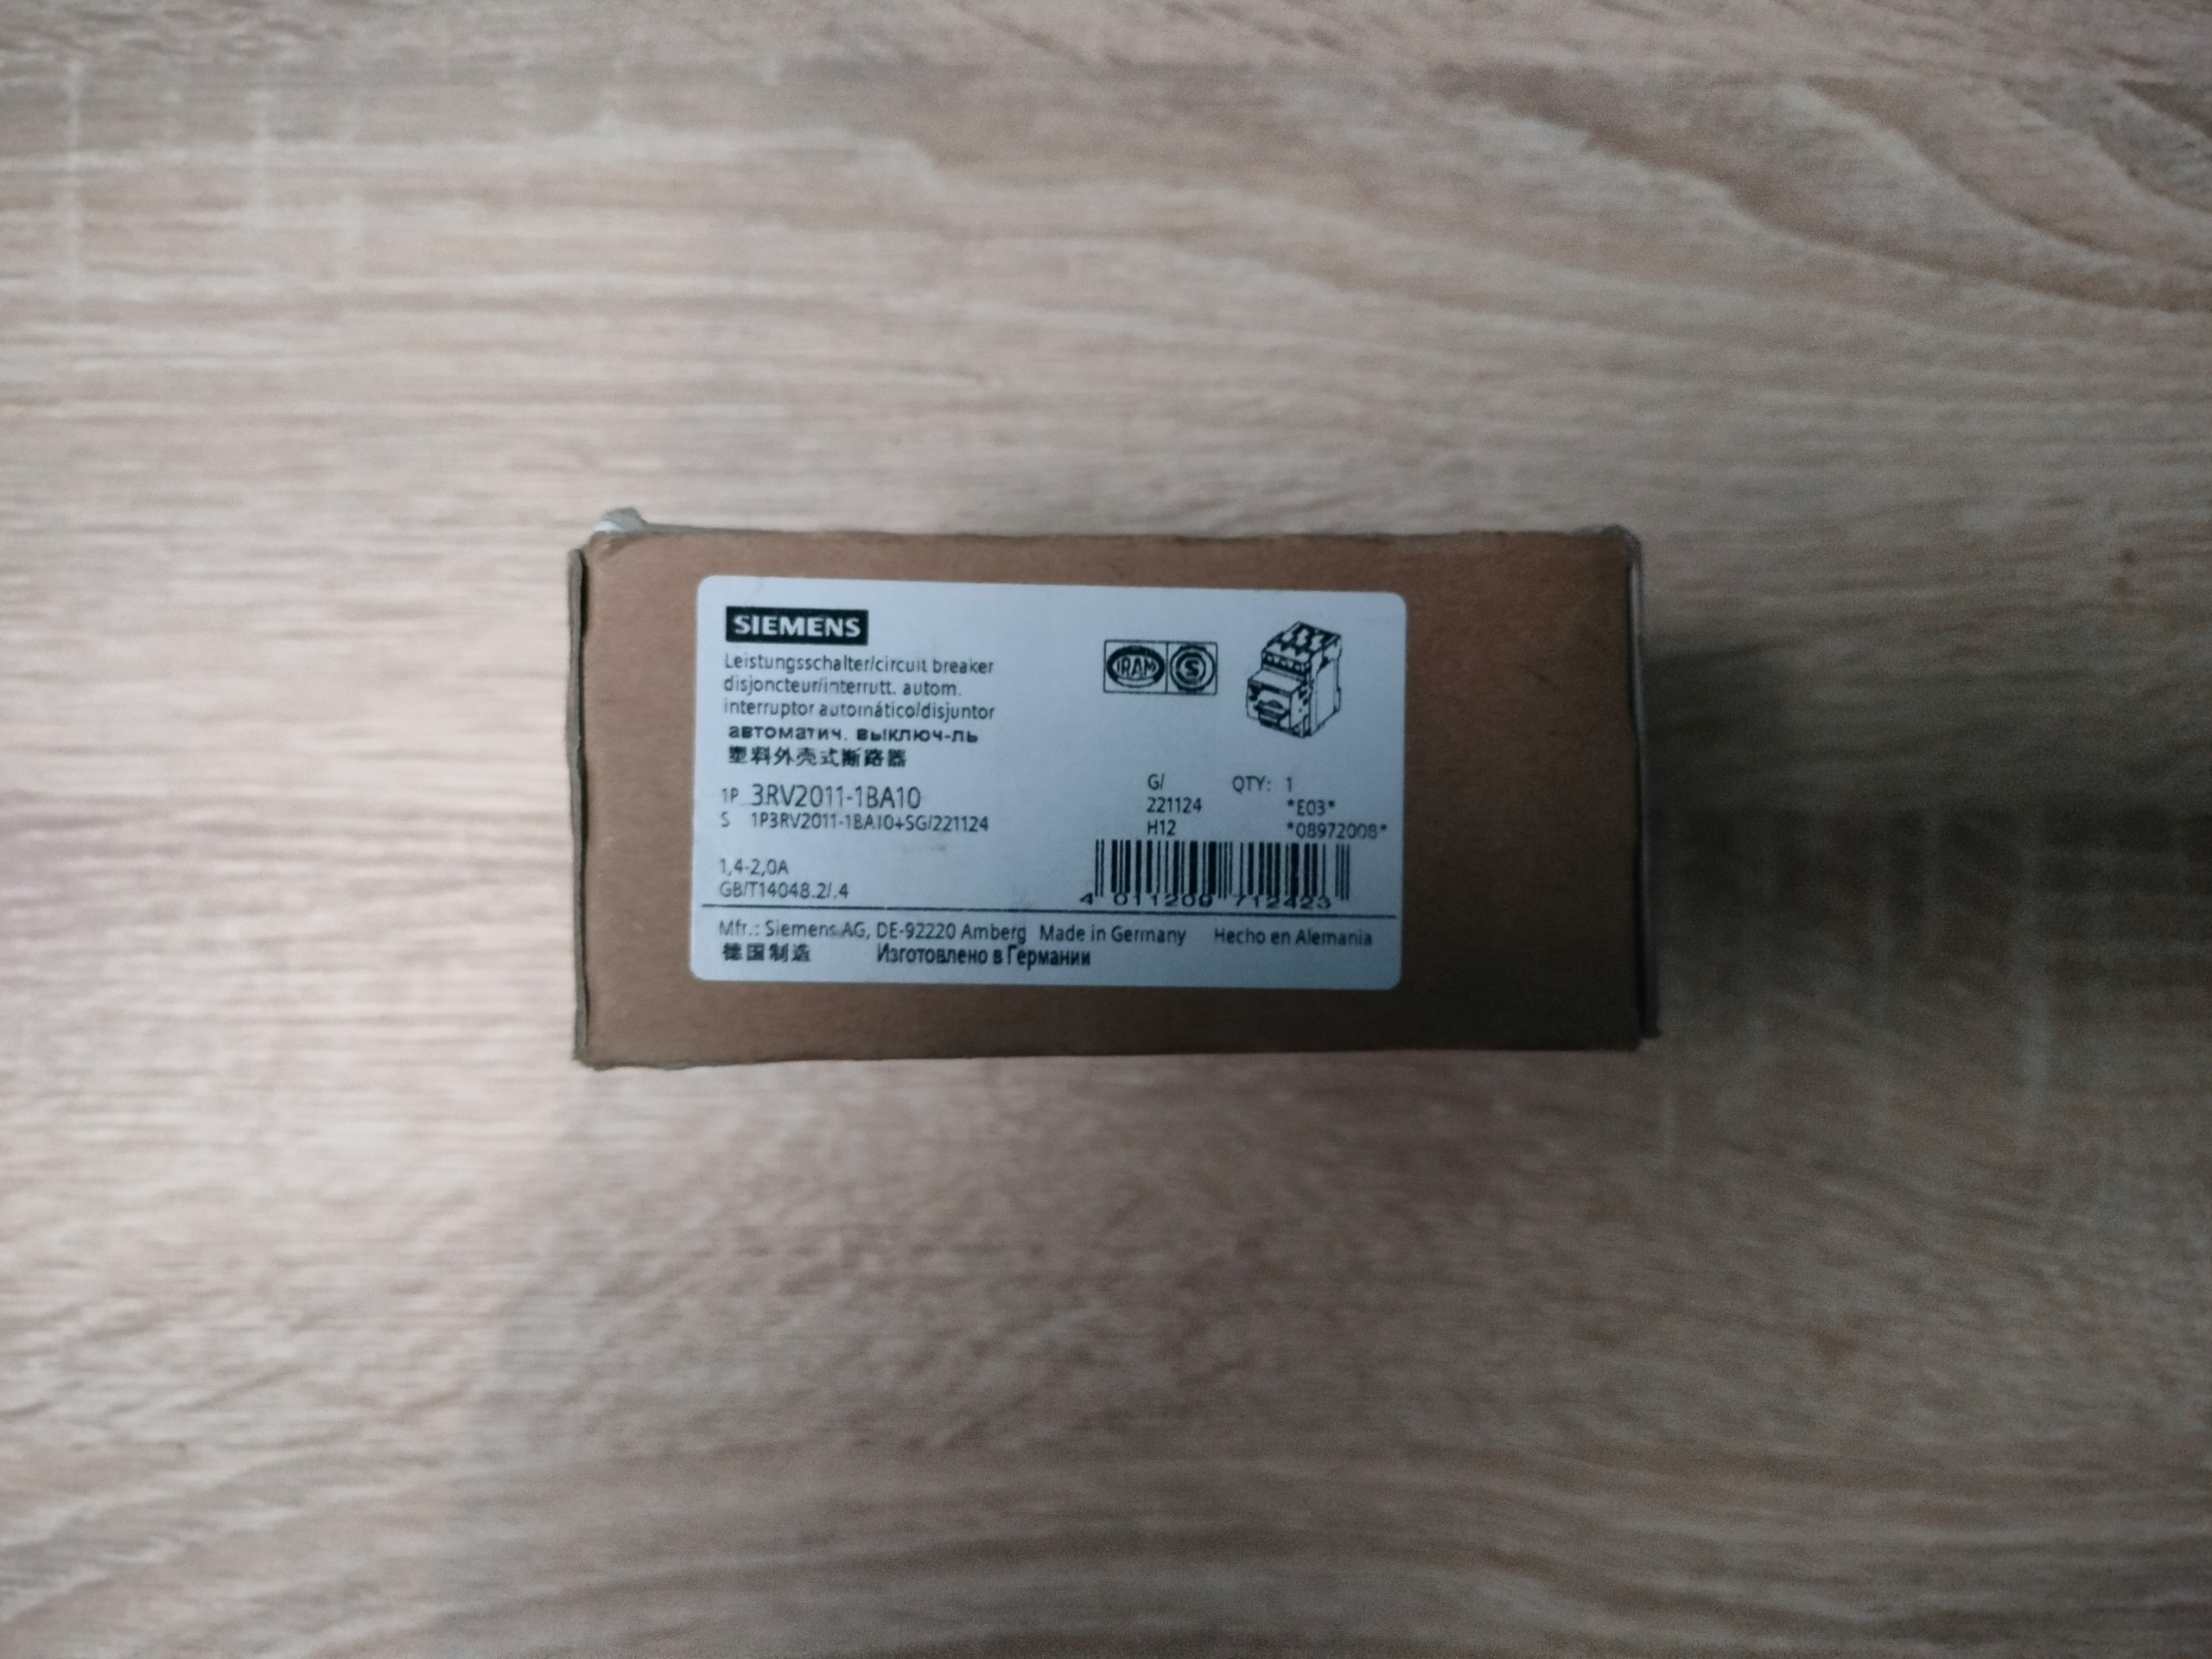 SIEMENS
Leistungsschalter/circuit breaker
disjoncteur/interrutt. autom.
interruptor automático/disjuntor
автоматич. выключ-ль
塑料外壳式断路器
IRAM S
1P 3RV2011-1BA10
S 1P3RV2011-1BA10+SG/221124
G/ QTY: 1
221124 *E03*
H12 *08972008*
1,4-2,0A
GB/T14048.2/.4
4 011209 712423
Mfr.: Siemens AG, DE-92220 Amberg Made in Germany Hecho en Alemania
德国制造 Изготовлено в Германии